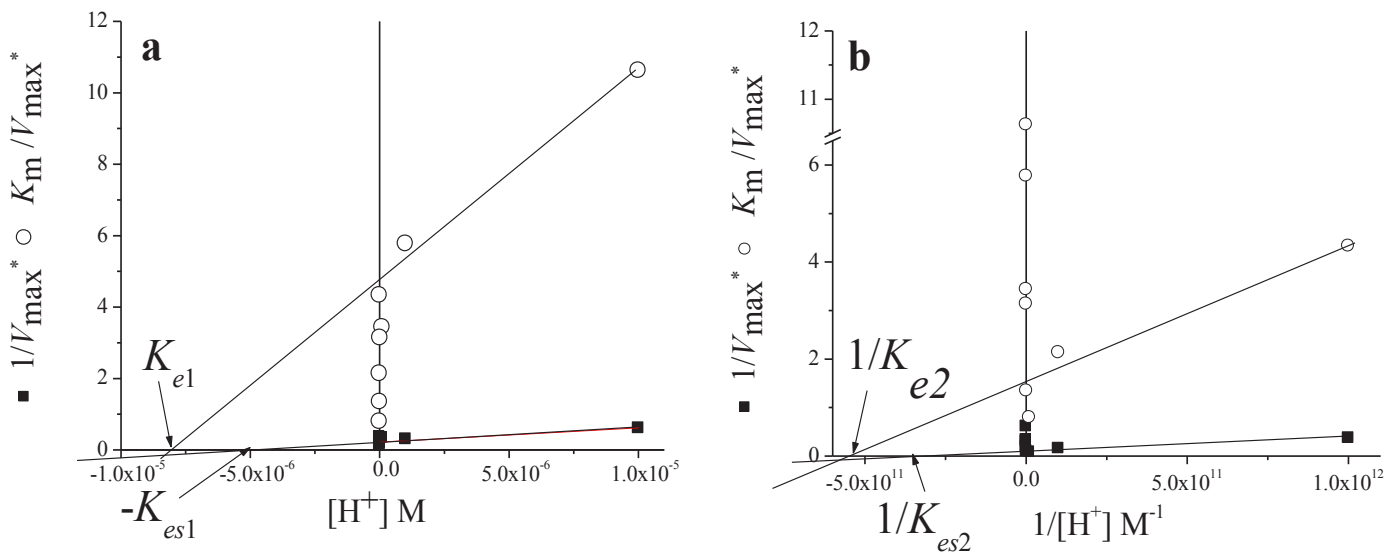 a
12
10
8
6
4
2
0
1/Vmax* Km/Vmax*
Ke1
-Kes1
-1.0x10-5
-5.0x10-6
0.0
5.0x10-6
1.0x10-5
[H+] M
b
12
11
6
4
2
0
1/Vmax* Km/Vmax*
1/Ke2
1/Kes2
-5.0x1011
0.0
5.0x1011
1.0x1012
1/[H+] M-1